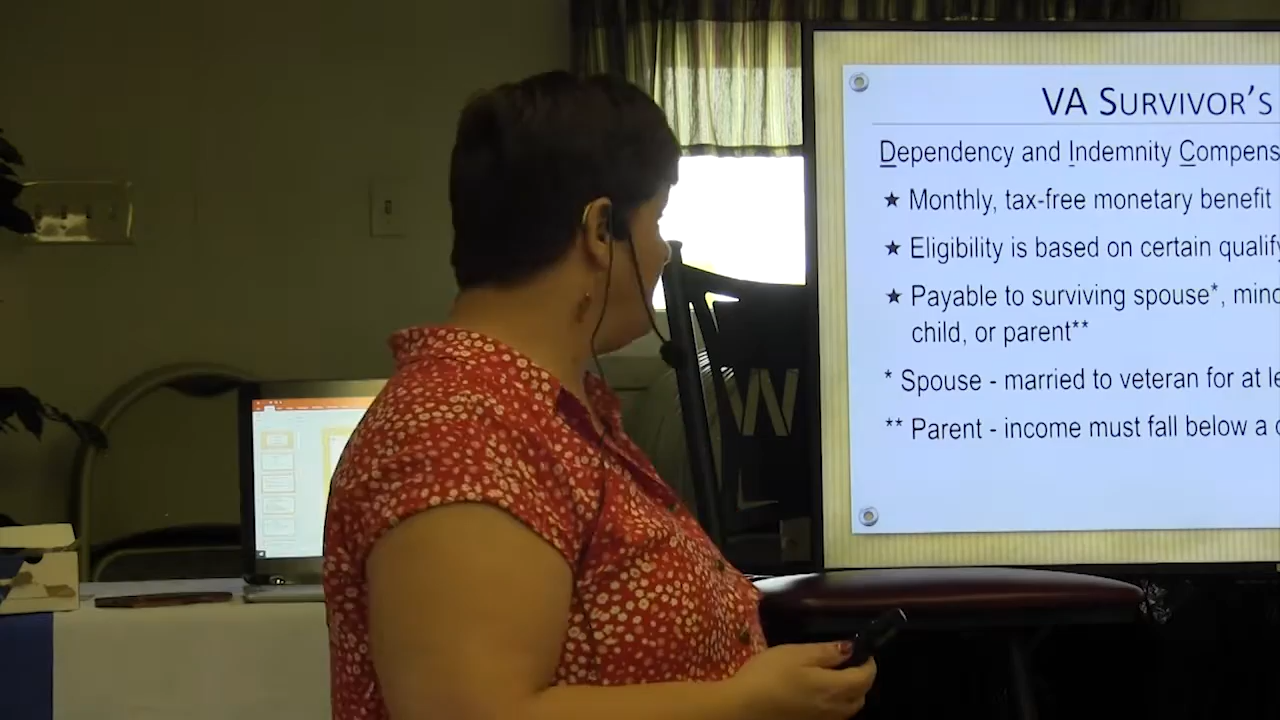 VA SURVIVOR'S
Dependency and Indemnity Compens
★ Monthly, tax-free monetary benefit
★ Eligibility is based on certain qualify
★ Payable to surviving spouse*, mino
child, or parent**
* Spouse - married to veteran for at le
** Parent - income must fall below a c
W